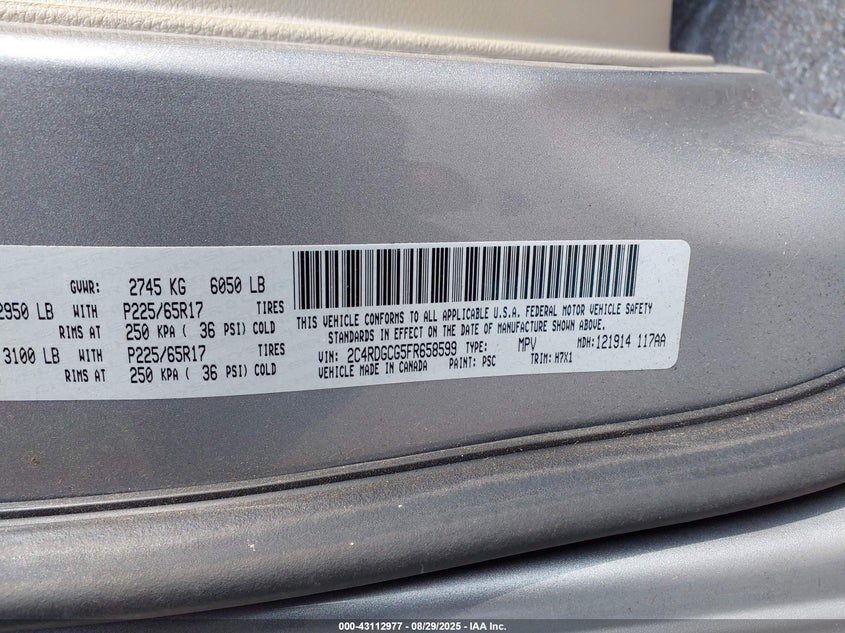 GVWR: 2745 KG 6050 LB
2950 LB WITH P225/65R17 TIRES
RIMS AT 250 KPA ( 36 PSI) COLD
3100 LB WITH P225/65R17 TIRES
RIMS AT 250 KPA ( 36 PSI) COLD
THIS VEHICLE CONFORMS TO ALL APPLICABLE U.S.A. FEDERAL MOTOR VEHICLE SAFETY
STANDARDS IN EFFECT ON THE DATE OF MANUFACTURE SHOWN ABOVE.
VIN: 2C4RDGCG5FR658599 TYPE: MPV MDH:121914 117AA
VEHICLE MADE IN CANADA PAINT: PSC TRIM: H7X1
000-43112977 - 08/29/2025 - IAA Inc.